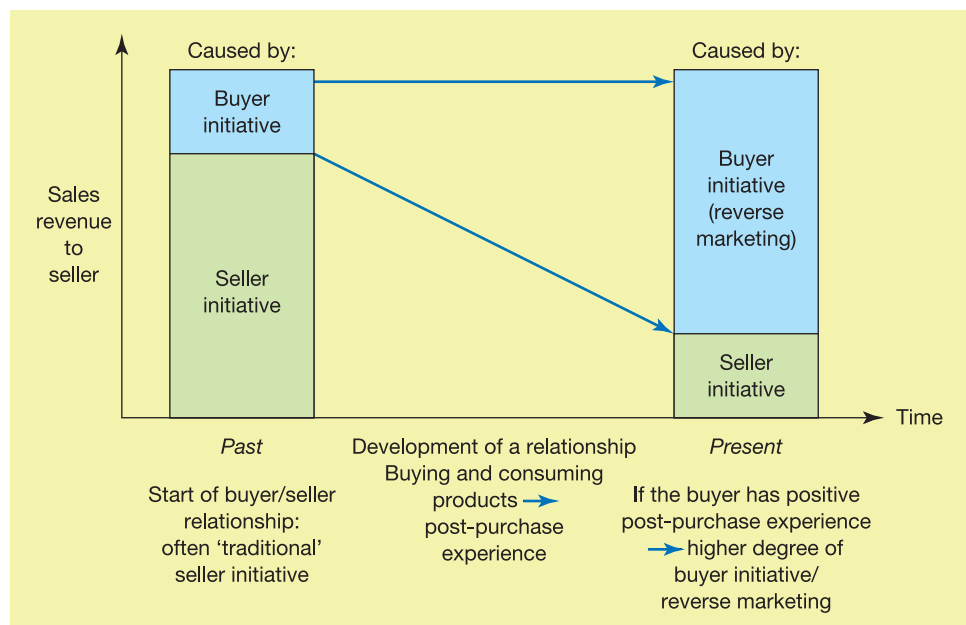 Caused by:
Caused by:
Buyer
initiative
Seller
initiative
Sales
revenue
to
seller
Buyer
initiative
(reverse
marketing)
Seller
initiative
Time
Past
Start of buyer/seller
relationship:
often ‘traditional’
seller initiative
Development of a relationship
Buying and consuming
products
post-purchase
experience
Present
If the buyer has positive
post-purchase experience
higher degree of
buyer initiative/
reverse marketing